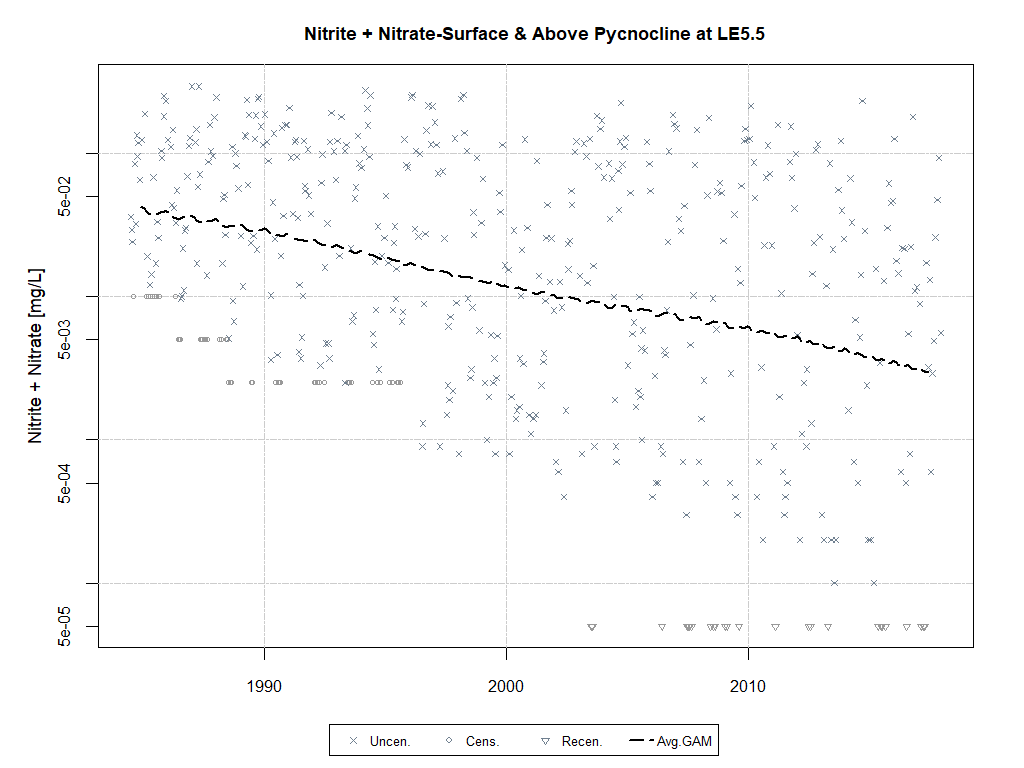 Nitrite + Nitrate-Surface & Above Pycnocline at LE5.5
Nitrite + Nitrate [mg/L]
5e-02
5e-03
5e-04
5e-05
1990 2000 2010
Uncen. Cens. Recen. Avg.GAM